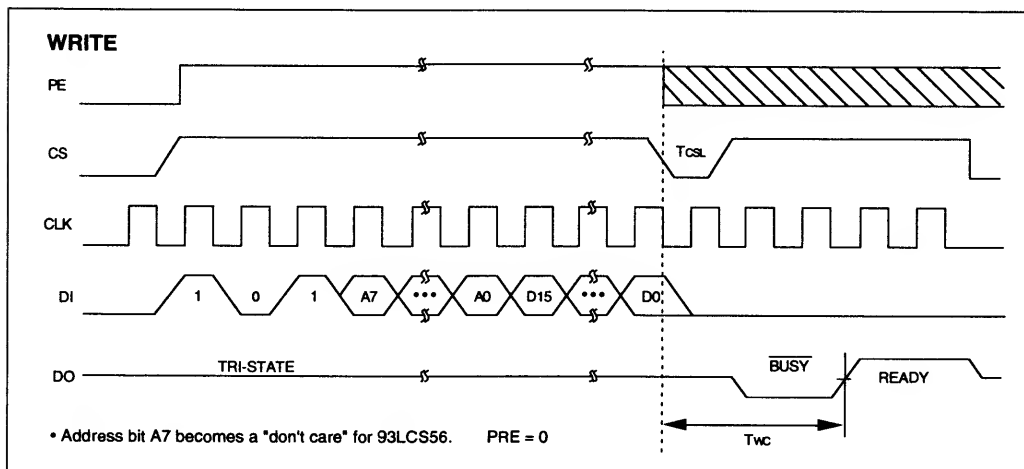 WRITE
PE
CS
TCSL
CLK
DI
1 0 1 A7 ••• A0 D15 ••• D0
TRI-STATE
BUSY
DO
READY
• Address bit A7 becomes a "don't care" for 93LCS56. PRE = 0
TWC